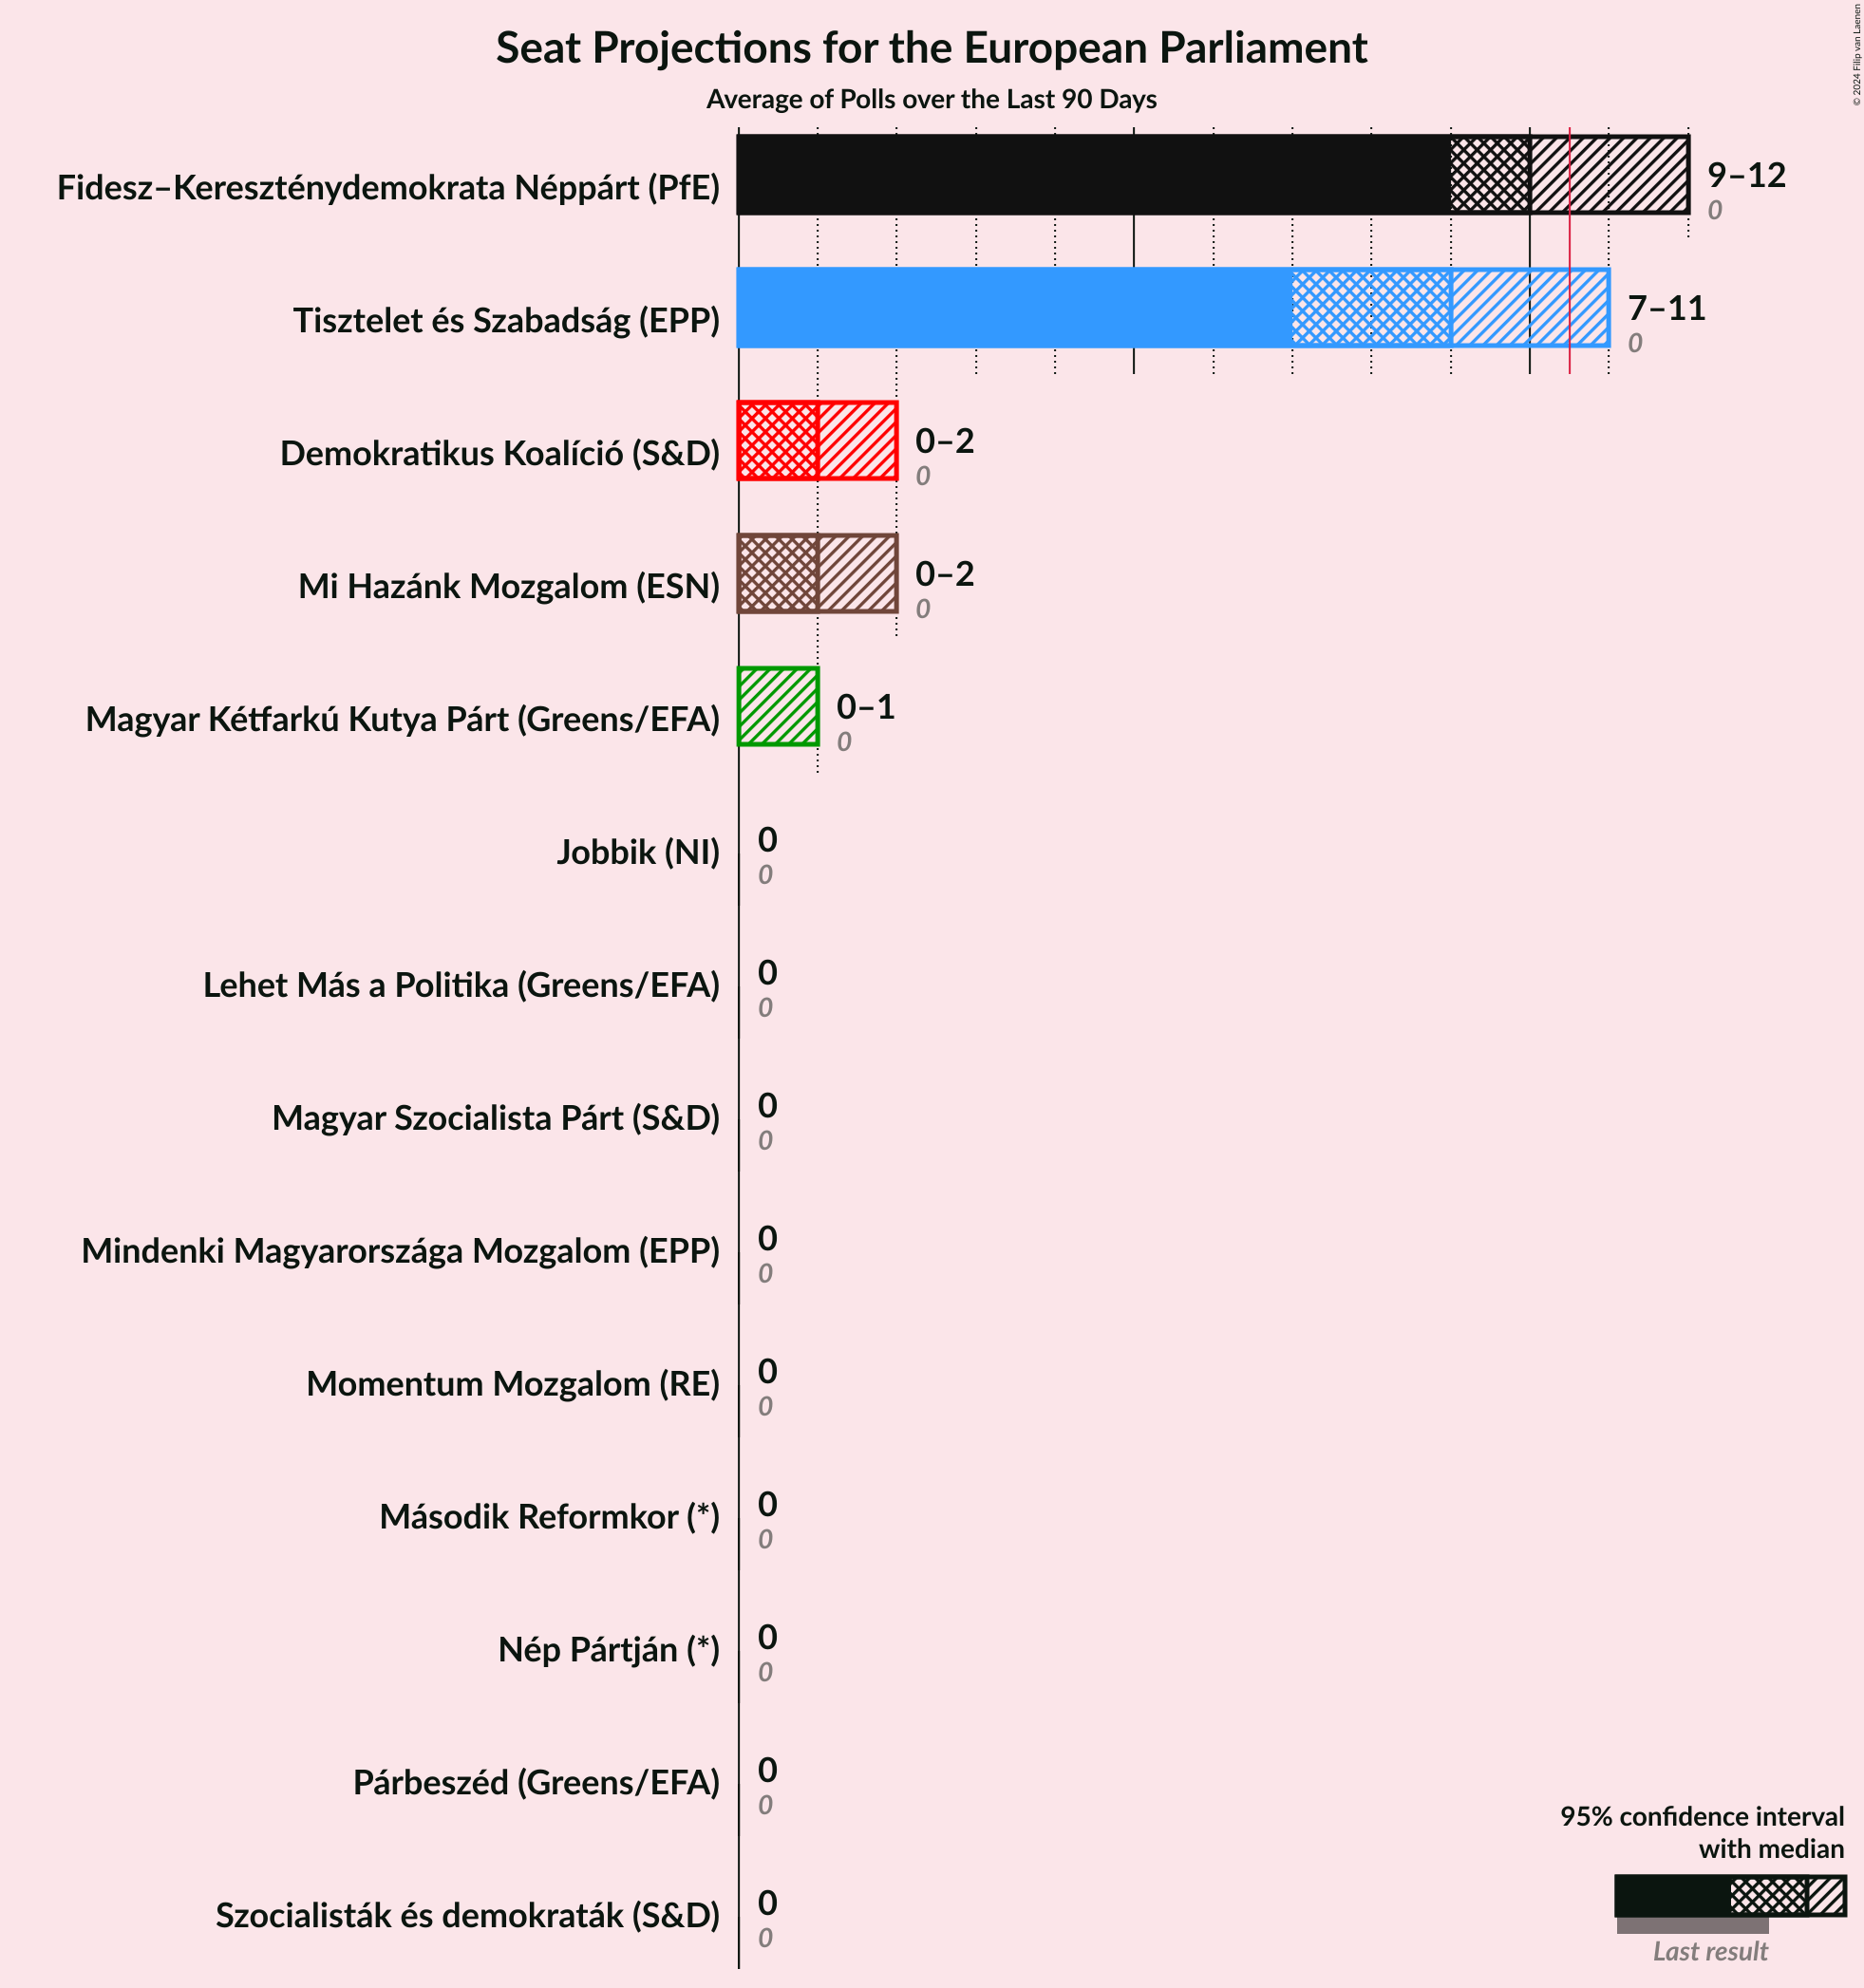 Seat Projections for the European Parliament
Average of Polls over the Last 90 Days
© 2024 Filip van Laenen
Fidesz–Kereszténydemokrata Néppárt (PfE)
9–12
0
Tisztelet és Szabadság (EPP)
7–11
0
Demokratikus Koalíció (S&D)
0–2
0
Mi Hazánk Mozgalom (ESN)
0–2
0
Magyar Kétfarkú Kutya Párt (Greens/EFA)
0–1
0
Jobbik (NI)
0
0
Lehet Más a Politika (Greens/EFA)
0
0
Magyar Szocialista Párt (S&D)
0
0
Mindenki Magyarországa Mozgalom (EPP)
0
0
Momentum Mozgalom (RE)
0
0
Második Reformkor (*)
0
0
Nép Pártján (*)
0
0
Párbeszéd (Greens/EFA)
0
0
Szocialisták és demokraták (S&D)
0
0
95% confidence interval
with median
Last result